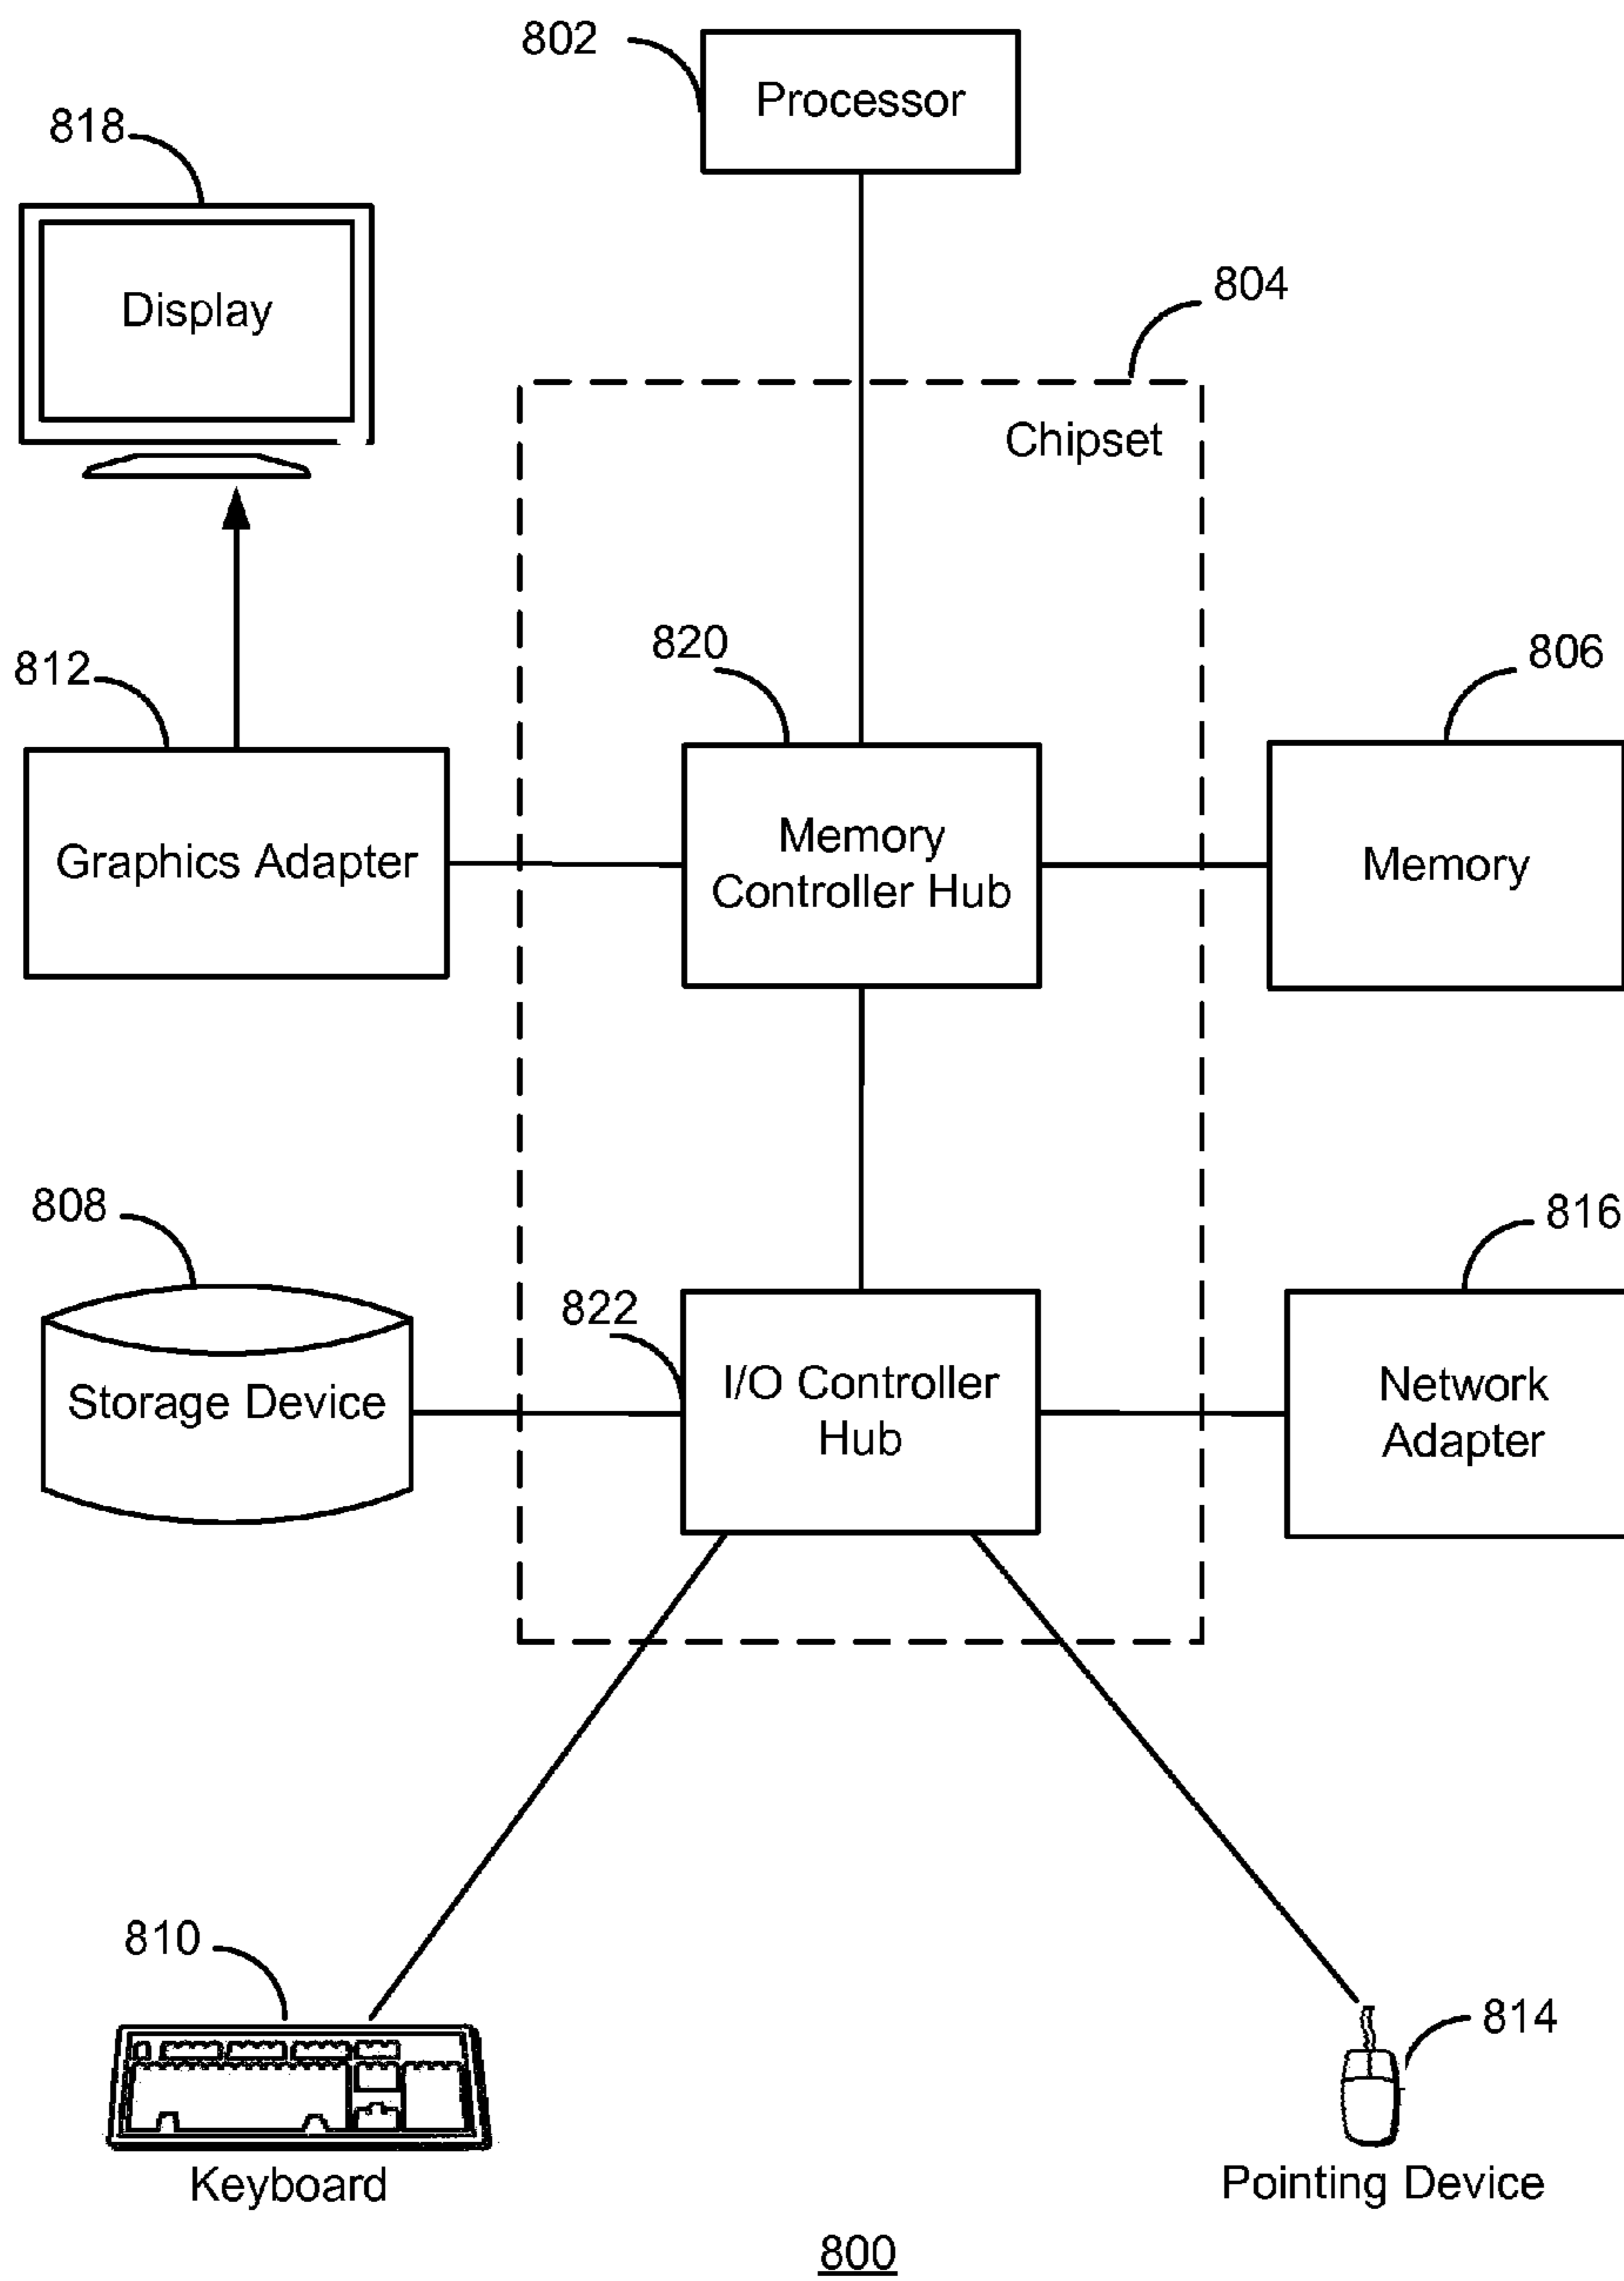 802
Processor
818
Display
804
Chipset
812
820
806
Graphics Adapter
Memory
Controller Hub
Memory
808
822
816
Storage Device
I/O Controller
Hub
Network
Adapter
810
814
Keyboard
Pointing Device
800